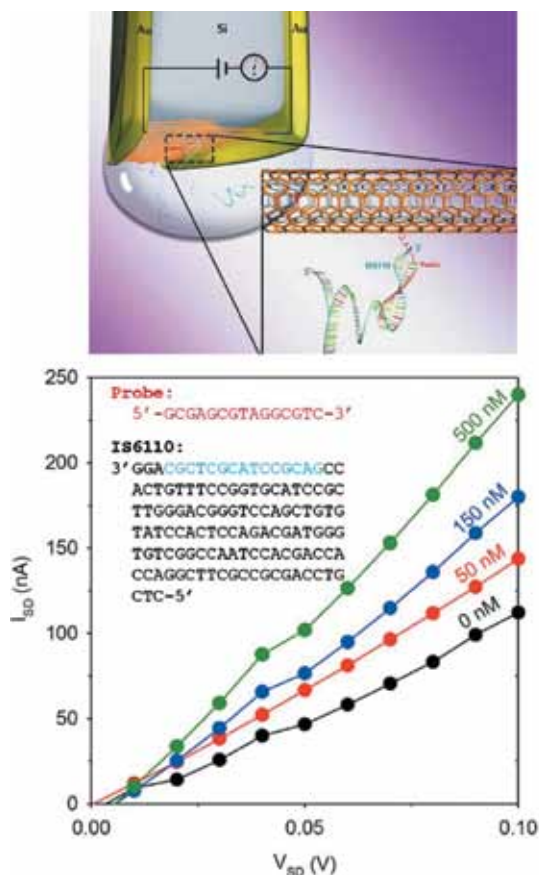 Au Si Au
250
200
150
100
50
0
I_SD (nA)
Probe:
5'-GCGAGCGTAGGCGTC-3'
IS6110:
3'GGACGCTCGCATCCGCAGCC
ACTGTTTCCGGTGCATCCGC
TTGGGACGGGTCCAGCTGTG
TATCCACTCCAGACGATGGG
TGTCGGCCAATCCACGACCA
CCAGGCTTCGCCGCGACCTG
CTC-5'
500 nM
150 nM
50 nM
0 nM
0.00 0.05 0.10
V_SD (V)